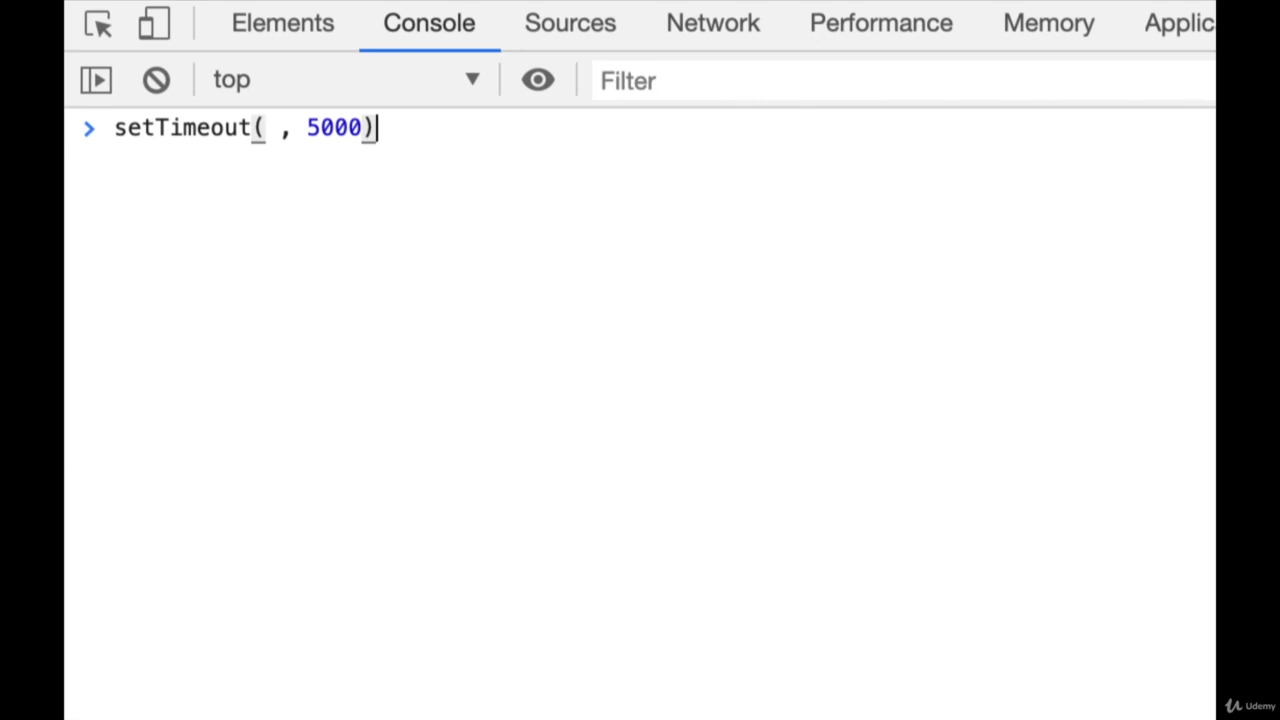 Elements Console Sources Network Performance Memory Applic
top Filter
> setTimeout( , 5000)
Udemy